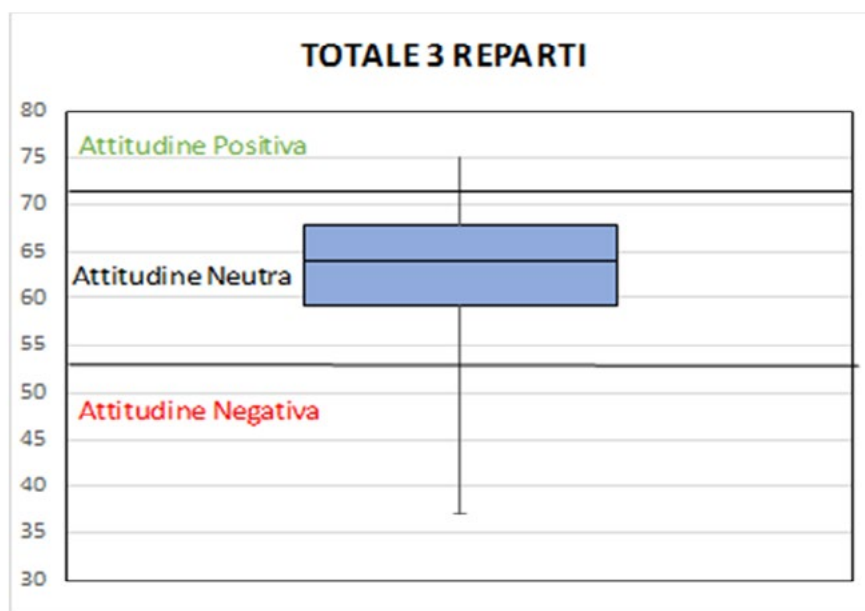 TOTALE 3 REPARTI
80
Attitudine Positiva
75
70
65
Attitudine Neutra
60
55
50
Attitudine Negativa
45
40
35
30